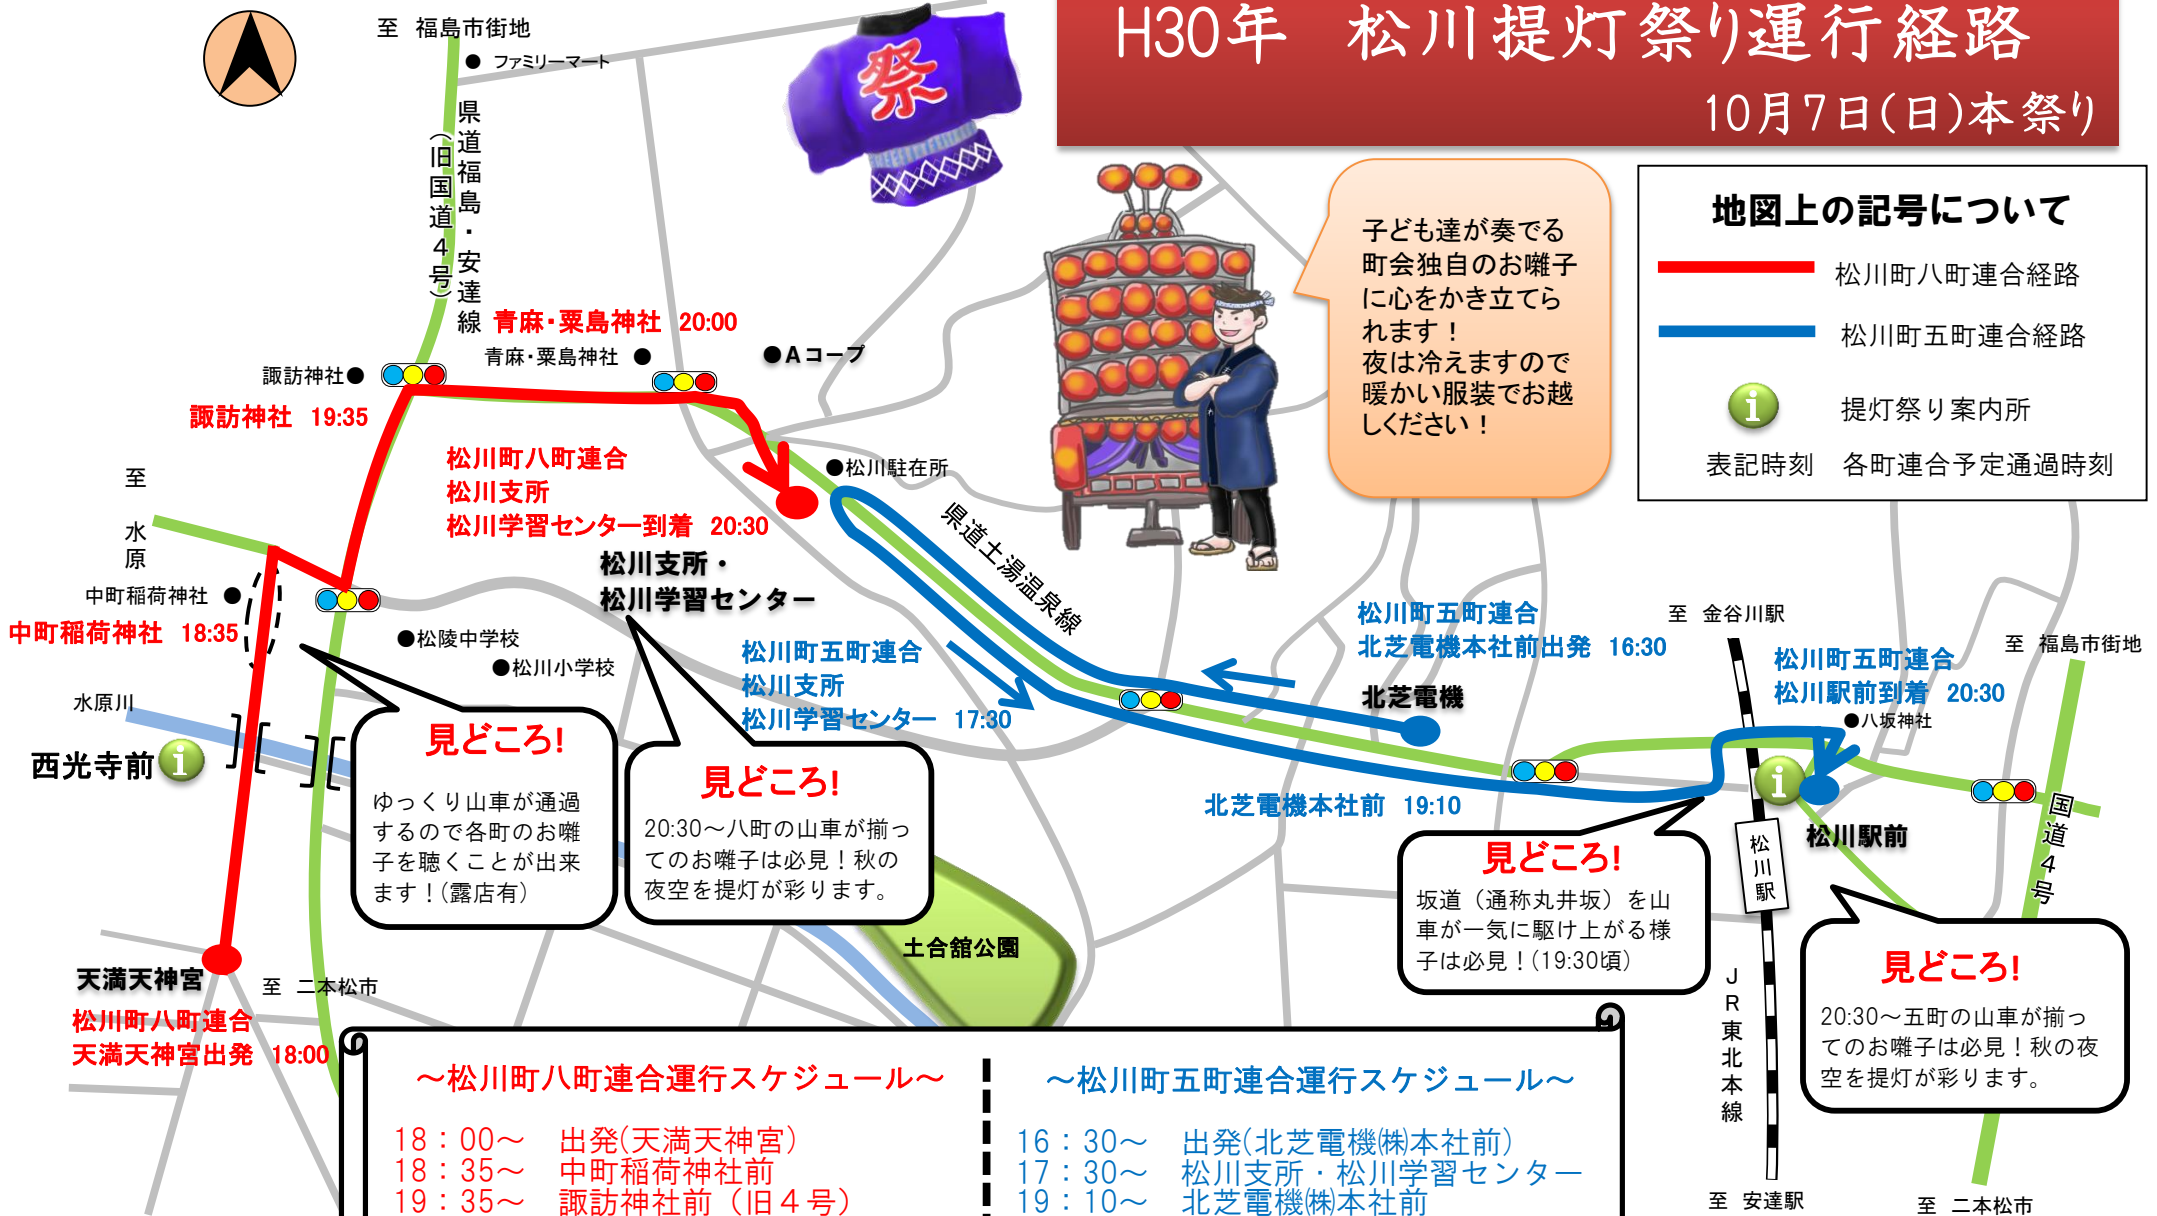 H30年　松川提灯祭り運行経路
10月7日(日)本祭り
祭
至　福島市街地
● ファミリーマート
県道福島・安達線
（旧国道４号）
地図上の記号について
松川町八町連合経路
松川町五町連合経路
i 提灯祭り案内所
表記時刻　各町連合予定通過時刻
子ども達が奏でる
町会独自のお囃子
に心をかき立てら
れます！
夜は冷えますので
暖かい服装でお越
しください！
青麻・粟島神社　20:00
青麻・粟島神社 ●
●Aコープ
諏訪神社●
諏訪神社　19:35
松川町八町連合
松川支所
松川学習センター到着　20:30
●松川駐在所
県道土湯温泉線
至　水原
中町稲荷神社 ●
中町稲荷神社　18:35
松川支所・
松川学習センター
●松陵中学校
●松川小学校
松川町五町連合
松川支所
松川学習センター　17:30
松川町五町連合
北芝電機本社前出発　16:30
北芝電機
至　金谷川駅
松川町五町連合
松川駅前到着　20:30
●八坂神社
至　福島市街地
水原川
西光寺前 i
見どころ!
ゆっくり山車が通過
するので各町のお囃
子を聴くことが出来
ます！(露店有)
見どころ!
20:30～八町の山車が揃っ
てのお囃子は必見！秋の
夜空を提灯が彩ります。
北芝電機本社前　19:10
i
松川駅前
松川駅
国道４号
見どころ!
坂道（通称丸井坂）を山
車が一気に駆け上がる様
子は必見！(19:30頃)
見どころ!
20:30～五町の山車が揃っ
てのお囃子は必見！秋の夜
空を提灯が彩ります。
土合舘公園
天満天神宮
至　二本松市
松川町八町連合
天満天神宮出発　18:00
ＪＲ東北本線
至　安達駅
至　二本松市
～松川町八町連合運行スケジュール～
18：00～　出発(天満天神宮)
18：35～　中町稲荷神社前
19：35～　諏訪神社前（旧４号）
～松川町五町連合運行スケジュール～
16：30～　出発(北芝電機㈱本社前)
17：30～　松川支所・松川学習センター
19：10～　北芝電機㈱本社前